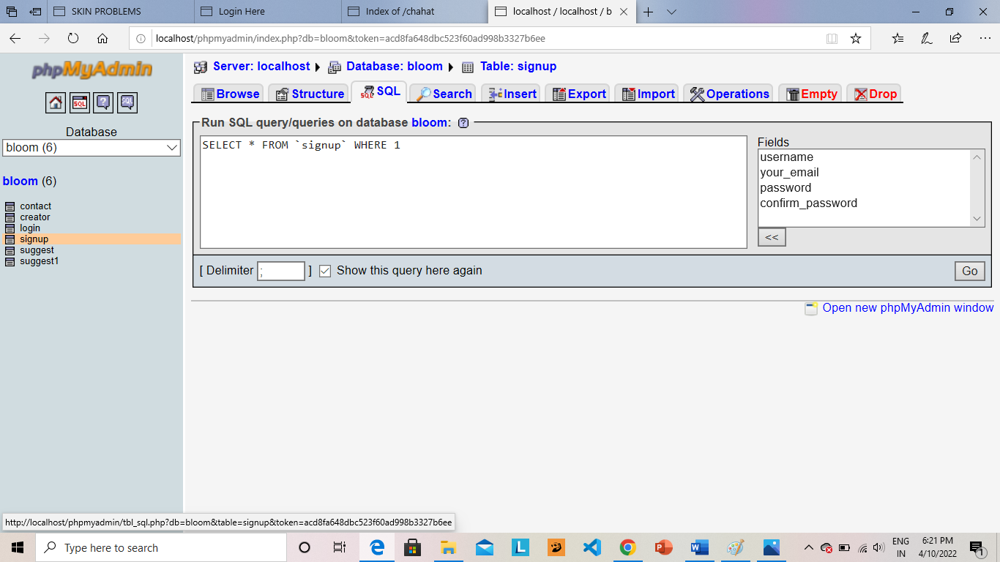 SKIN PROBLEMS
Login Here
Index of /chahat
localhost / localhost / b
localhost/phpmyadmin/index.php?db=bloom&token=acd8fa648dbc523f60ad998b3327b6ee
phpMyAdmin
SQL
SQL
Database
bloom (6)
bloom (6)
contact
creator
login
signup
suggest
suggest1
Server: localhost
Database: bloom
Table: signup
Browse
Structure
SQL
Search
Insert
Export
Import
Operations
Empty
Drop
Run SQL query/queries on database bloom:
SELECT * FROM `signup` WHERE 1
Fields
username
your_email
password
confirm_password
<<
[ Delimiter ; ] Show this query here again
Go
Open new phpMyAdmin window
http://localhost/phpmyadmin/tbl_sql.php?db=bloom&table=signup&token=acd8fa648dbc523f60ad998b3327b6ee
Type here to search
ENG
IN
6:21 PM
4/10/2022
1